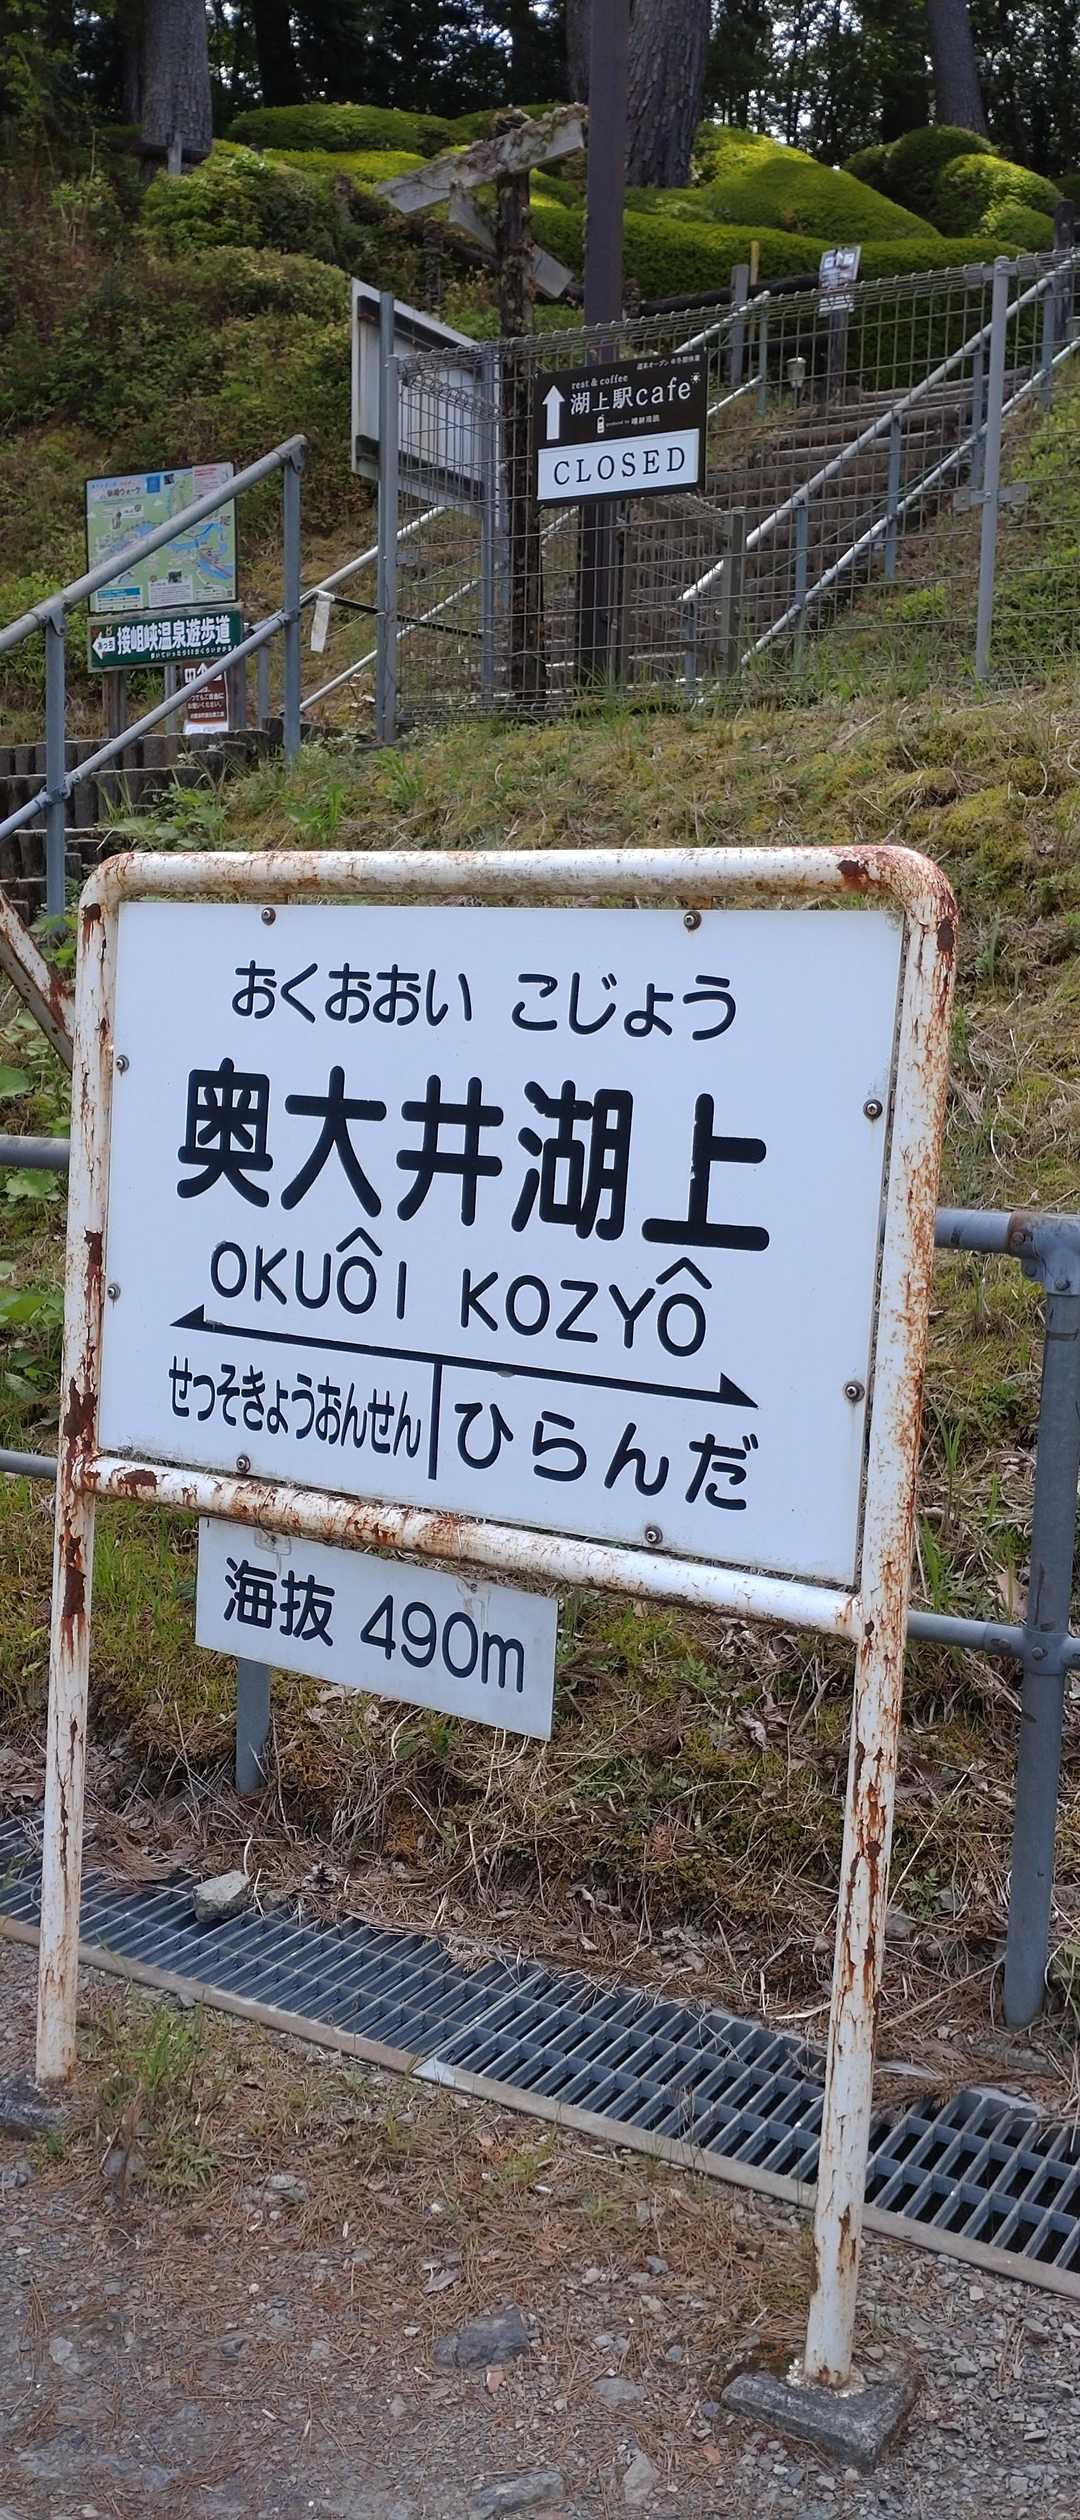 rest & coffee
湖上駅cafe
CLOSED
接岨峡温泉遊歩道
おくおおい こじょう
奥大井湖上
OKUÔI KOZYÔ
せっそきょうおんせん
ひらんだ
海抜 490m